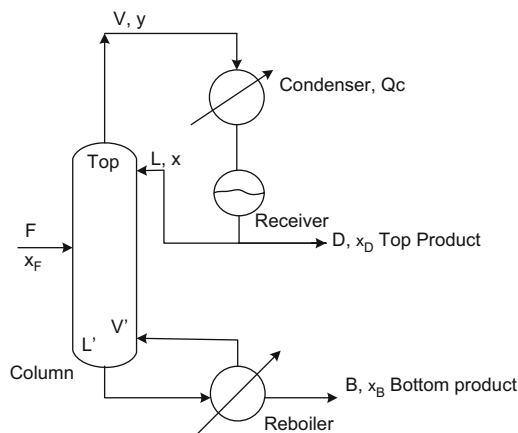 V, y
Condenser, Qc
Top
L, x
Receiver
F
x_F
D, x_D Top Product
V'
L'
Column
B, x_B Bottom product
Reboiler